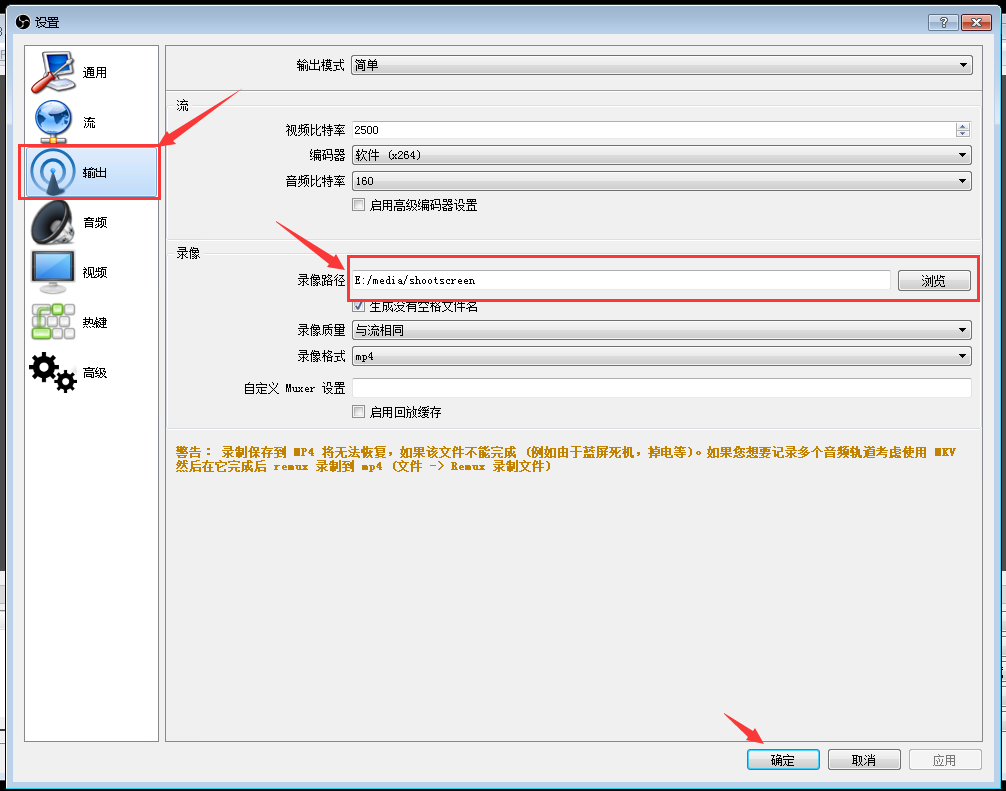 设置
通用
流
输出
音频
视频
热键
高级
输出模式 简单
流
视频比特率 2500
编码器 软件 (x264)
音频比特率 160
启用高级编码器设置
录像
录像路径 E:/media/shootscreen 浏览
生成没有空格文件名
录像质量 与流相同
录像格式 mp4
自定义 Muxer 设置
启用回放缓存
警告： 录制保存到 MP4 将无法恢复，如果该文件不能完成 (例如由于蓝屏死机，掉电等)。如果您想要记录多个音频轨道考虑使用 MKV
然后在它完成后 remux 录制到 mp4 (文件 -> Remux 录制文件)
确定 取消 应用